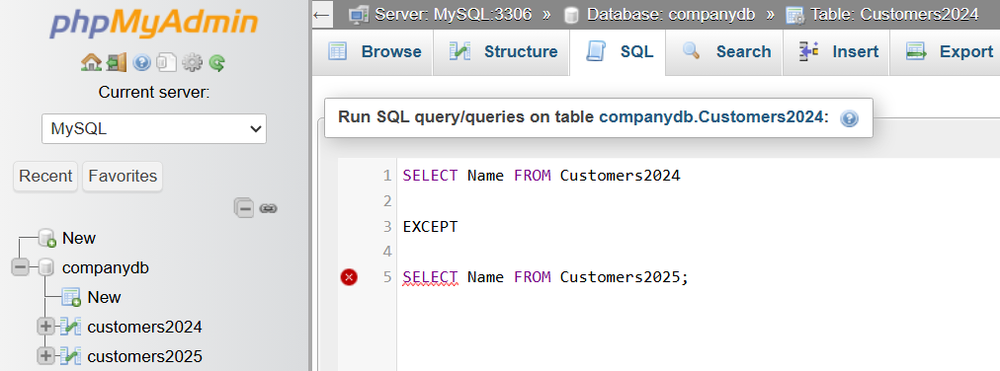 phpMyAdmin
Current server:
MySQL
Recent Favorites
New
companydb
New
customers2024
customers2025
← Server: MySQL:3306 » Database: companydb » Table: Customers2024
Browse Structure SQL Search Insert Export
Run SQL query/queries on table companydb.Customers2024:
1 SELECT Name FROM Customers2024
2
3 EXCEPT
4
5 SELECT Name FROM Customers2025;